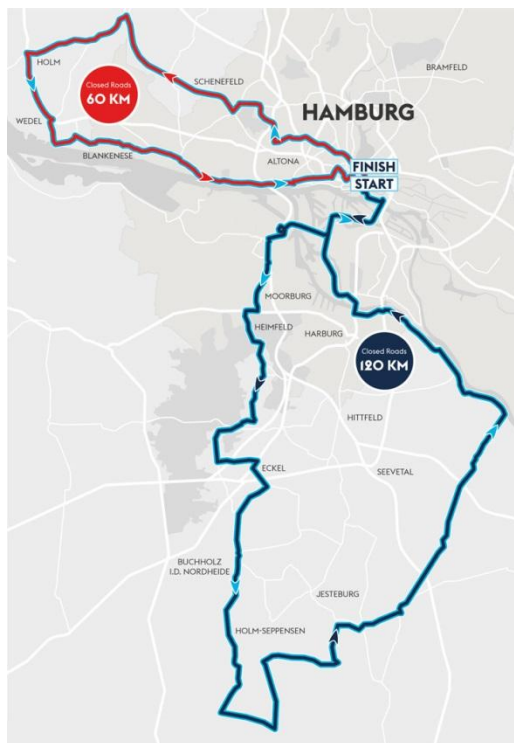 HOLM
Closed Roads
60 KM
SCHENEFELD
BRAMFELD
HAMBURG
WEDEL
BLANKENESE
ALTONA
FINISH
START
MOORBURG
HEIMFELD
HARBURG
Closed Roads
120 KM
HITTFELD
ECKEL
SEEVETAL
BUCHHOLZ
I.D. NORDHEIDE
JESTEBURG
HOLM-SEPPENSEN